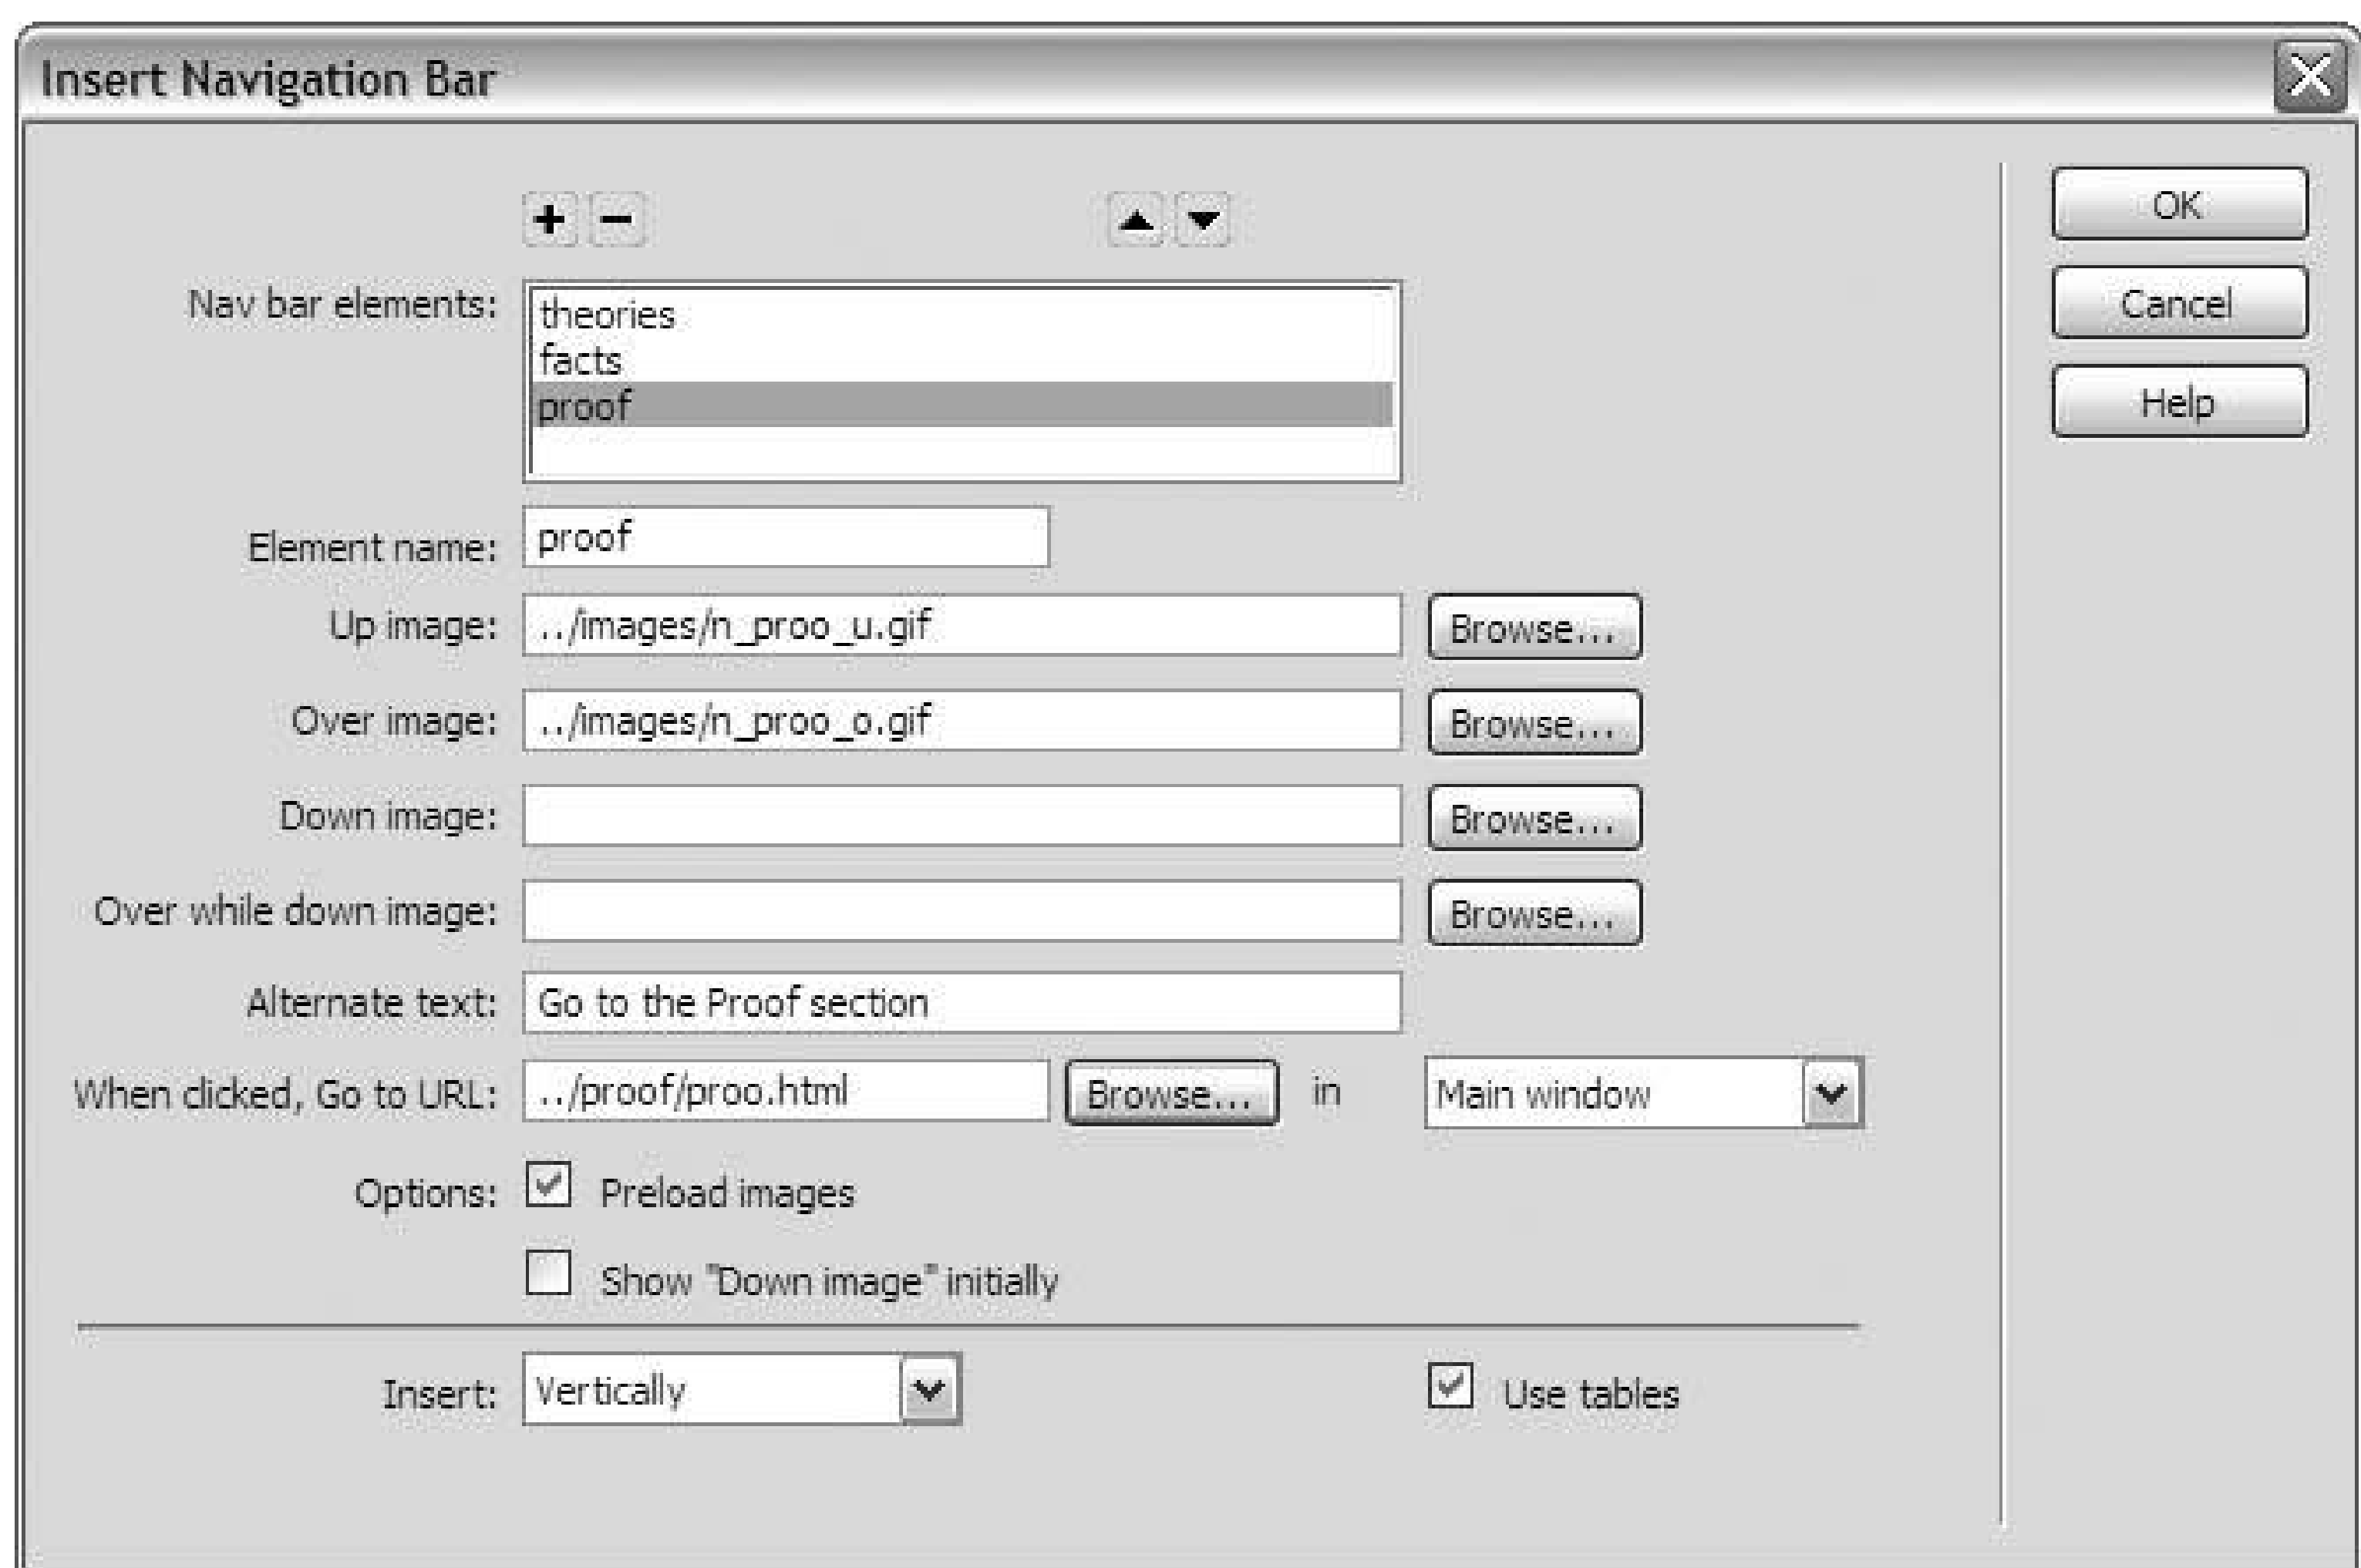 Insert Navigation Bar
OK
Nav bar elements: theories
facts
proof
Cancel
Help
Element name: proof
Up image: ../images/n_proo_u.gif Browse...
Over image: ../images/n_proo_o.gif Browse...
Down image: Browse...
Over while down image: Browse...
Alternate text: Go to the Proof section
When clicked, Go to URL: ../proof/proo.html Browse... in Main window
Options: Preload images
Show "Down image" initially
Insert: Vertically Use tables